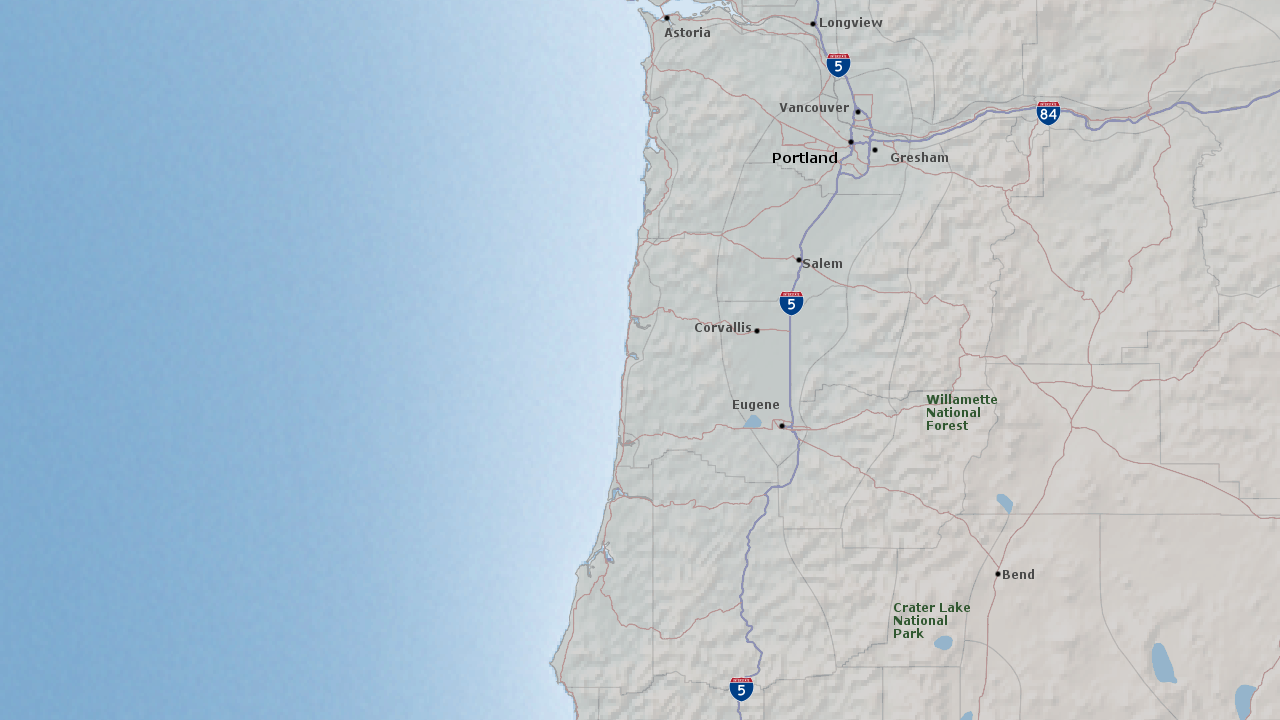 Longview
Astoria
5
Vancouver
84
Portland
Gresham
Salem
5
Corvallis
Willamette
National
Forest
Eugene
Bend
Crater Lake
National
Park
5